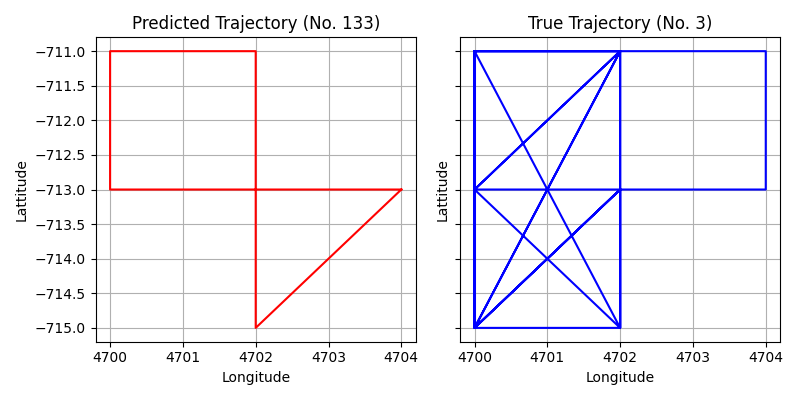 Predicted Trajectory (No. 133)
True Trajectory (No. 3)
Lattitude
−711.0
−711.5
−712.0
−712.5
−713.0
−713.5
−714.0
−714.5
−715.0
4700 4701 4702 4703 4704
Longitude
Lattitude
4700 4701 4702 4703 4704
Longitude